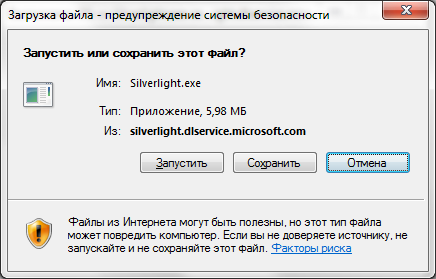 Загрузка файла - предупреждение системы безопасности
Запустить или сохранить этот файл?
Имя: Silverlight.exe
Тип: Приложение, 5,98 МБ
Из: silverlight.dlservice.microsoft.com
Запустить Сохранить Отмена
Файлы из Интернета могут быть полезны, но этот тип файла
может повредить компьютер. Если вы не доверяете источнику, не
запускайте и не сохраняйте этот файл. Факторы риска